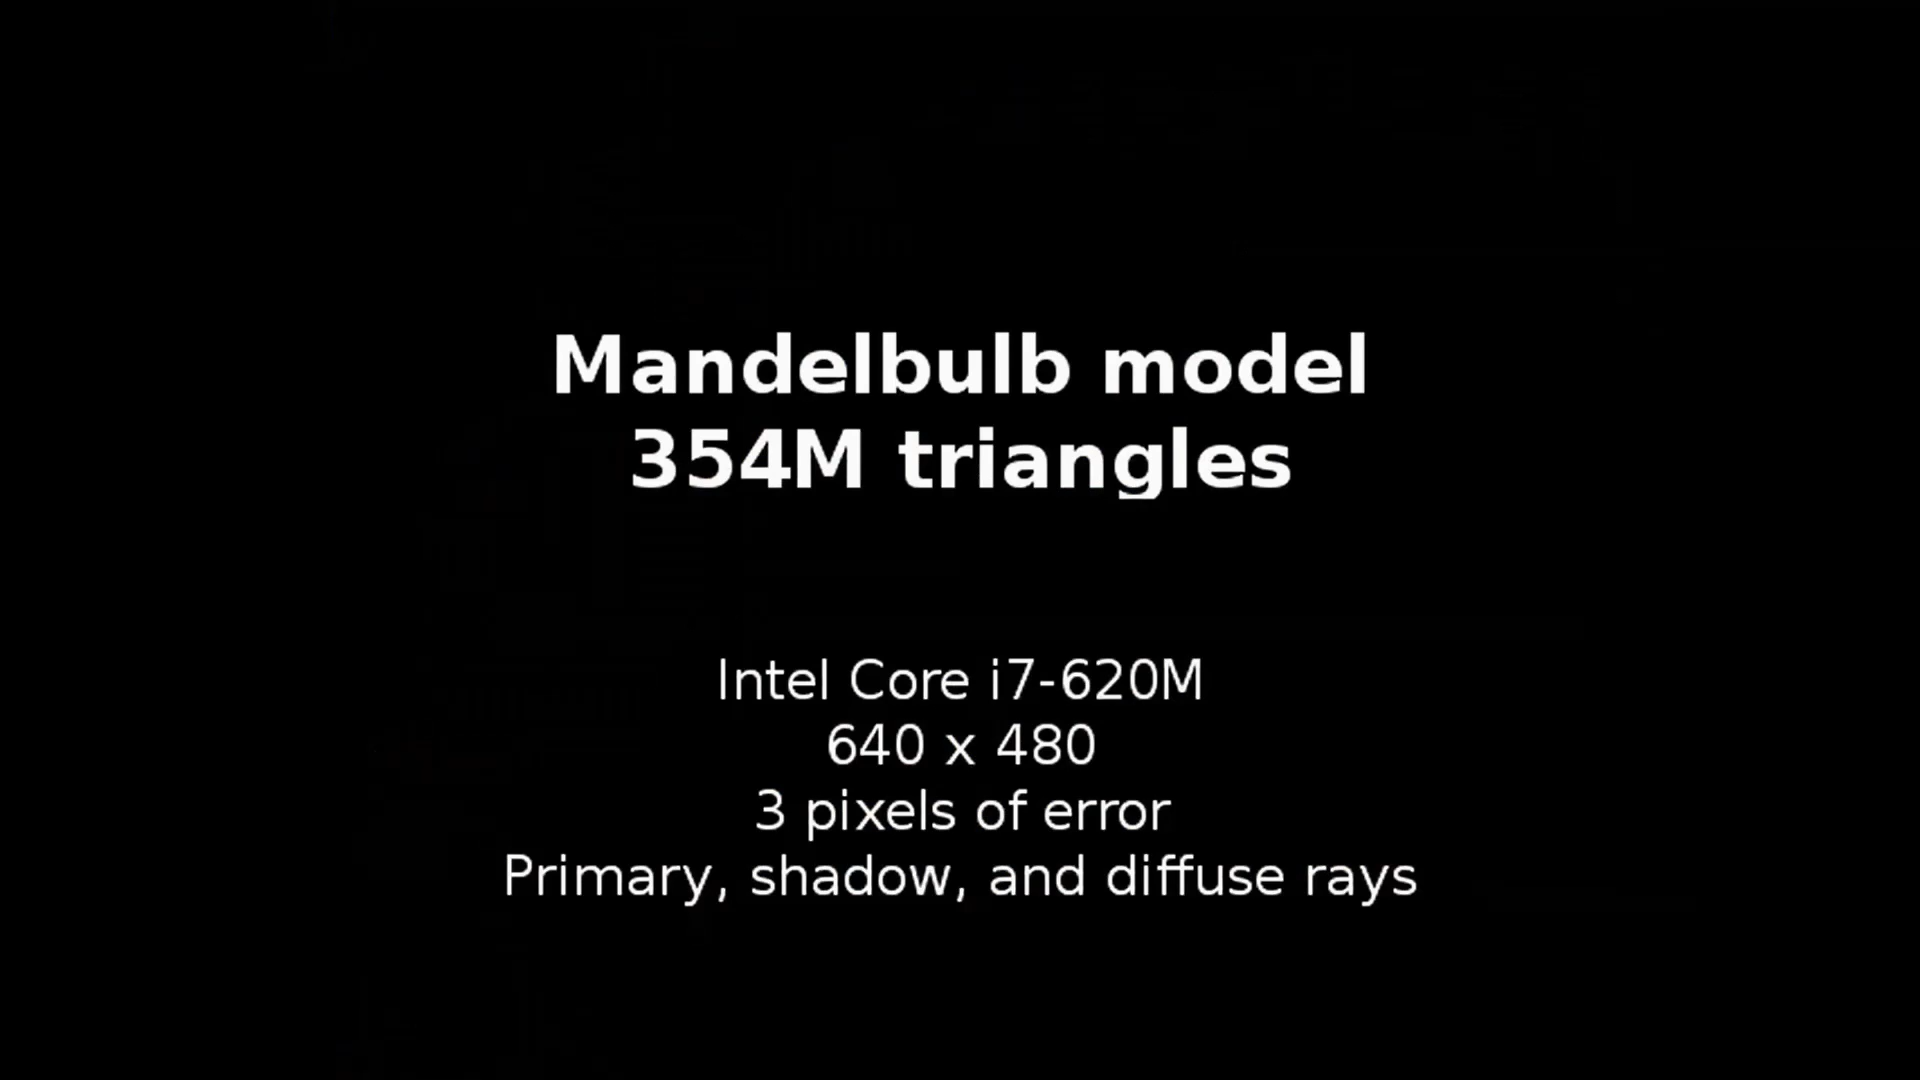 Mandelbulb model
354M triangles
Intel Core i7-620M
640 x 480
3 pixels of error
Primary, shadow, and diffuse rays